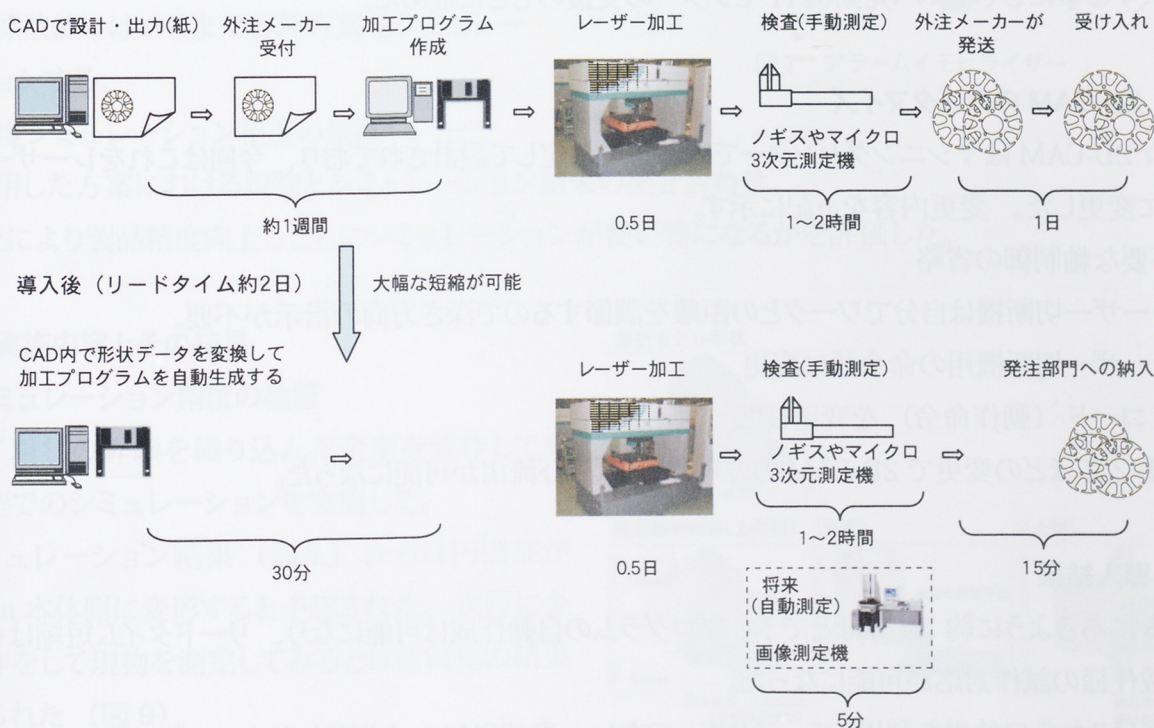 CADで設計・出力(紙)
外注メーカー
受付
加工プログラム
作成
レーザー加工
検査(手動測定)
外注メーカーが
発送
受け入れ
ノギスやマイクロ
3次元測定機
約1週間
0.5日
1～2時間
1日
導入後(リードタイム約2日)
大幅な短縮が可能
CAD内で形状データを変換して
加工プログラムを自動生成する
レーザー加工
検査(手動測定)
発注部門への納入
ノギスやマイクロ
3次元測定機
30分
0.5日
1～2時間
15分
将来
(自動測定)
画像測定機
5分